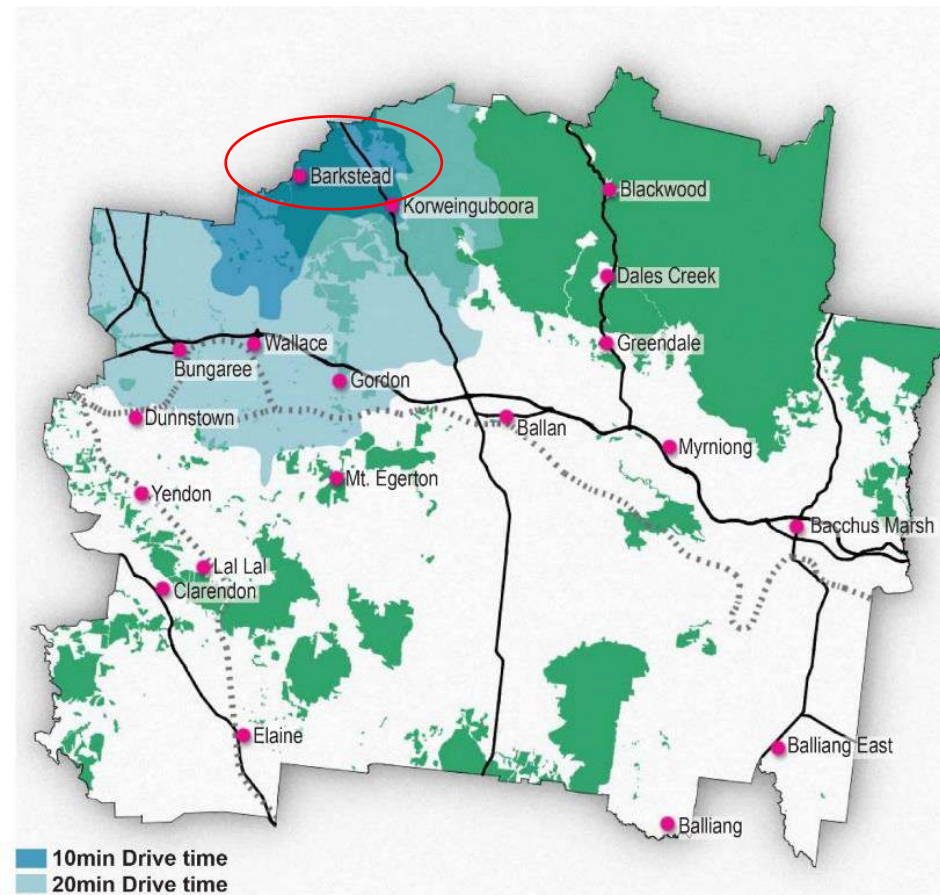 Barkstead
Blackwood
Korweinguboora
Dales Creek
Wallace
Greendale
Bungaree
Gordon
Dunnstown
Ballan
Myrniong
Mt. Egerton
Yendon
Bacchus Marsh
Lal Lal
Clarendon
Elaine
Balliang East
Balliang
10min Drive time
20min Drive time